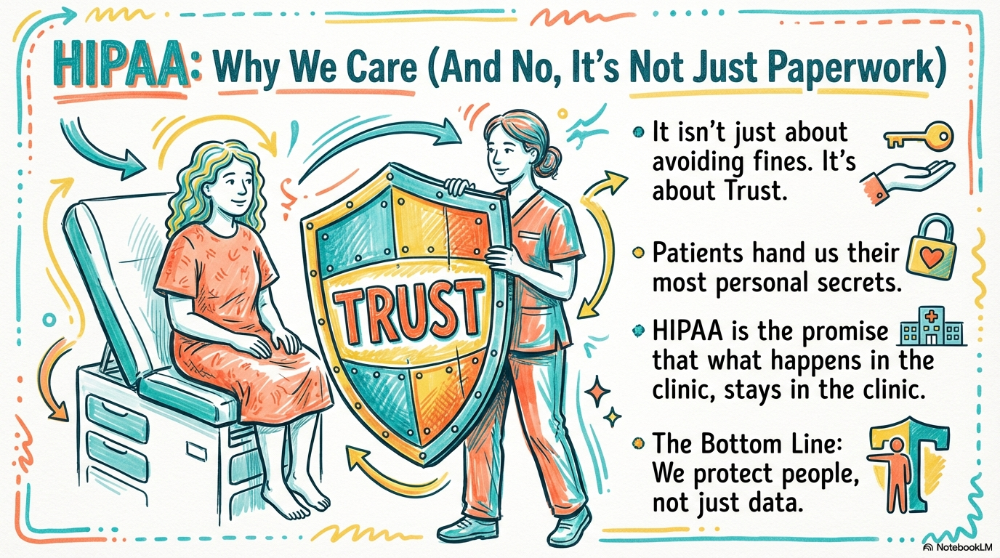 HIPAA: Why We Care (And No, It's Not Just Paperwork)
TRUST
It isn't just about
avoiding fines. It's
about Trust.
Patients hand us their
most personal secrets.
HIPAA is the promise
that what happens in the
clinic, stays in the clinic.
The Bottom Line:
We protect people,
not just data.
T
NotebookLM